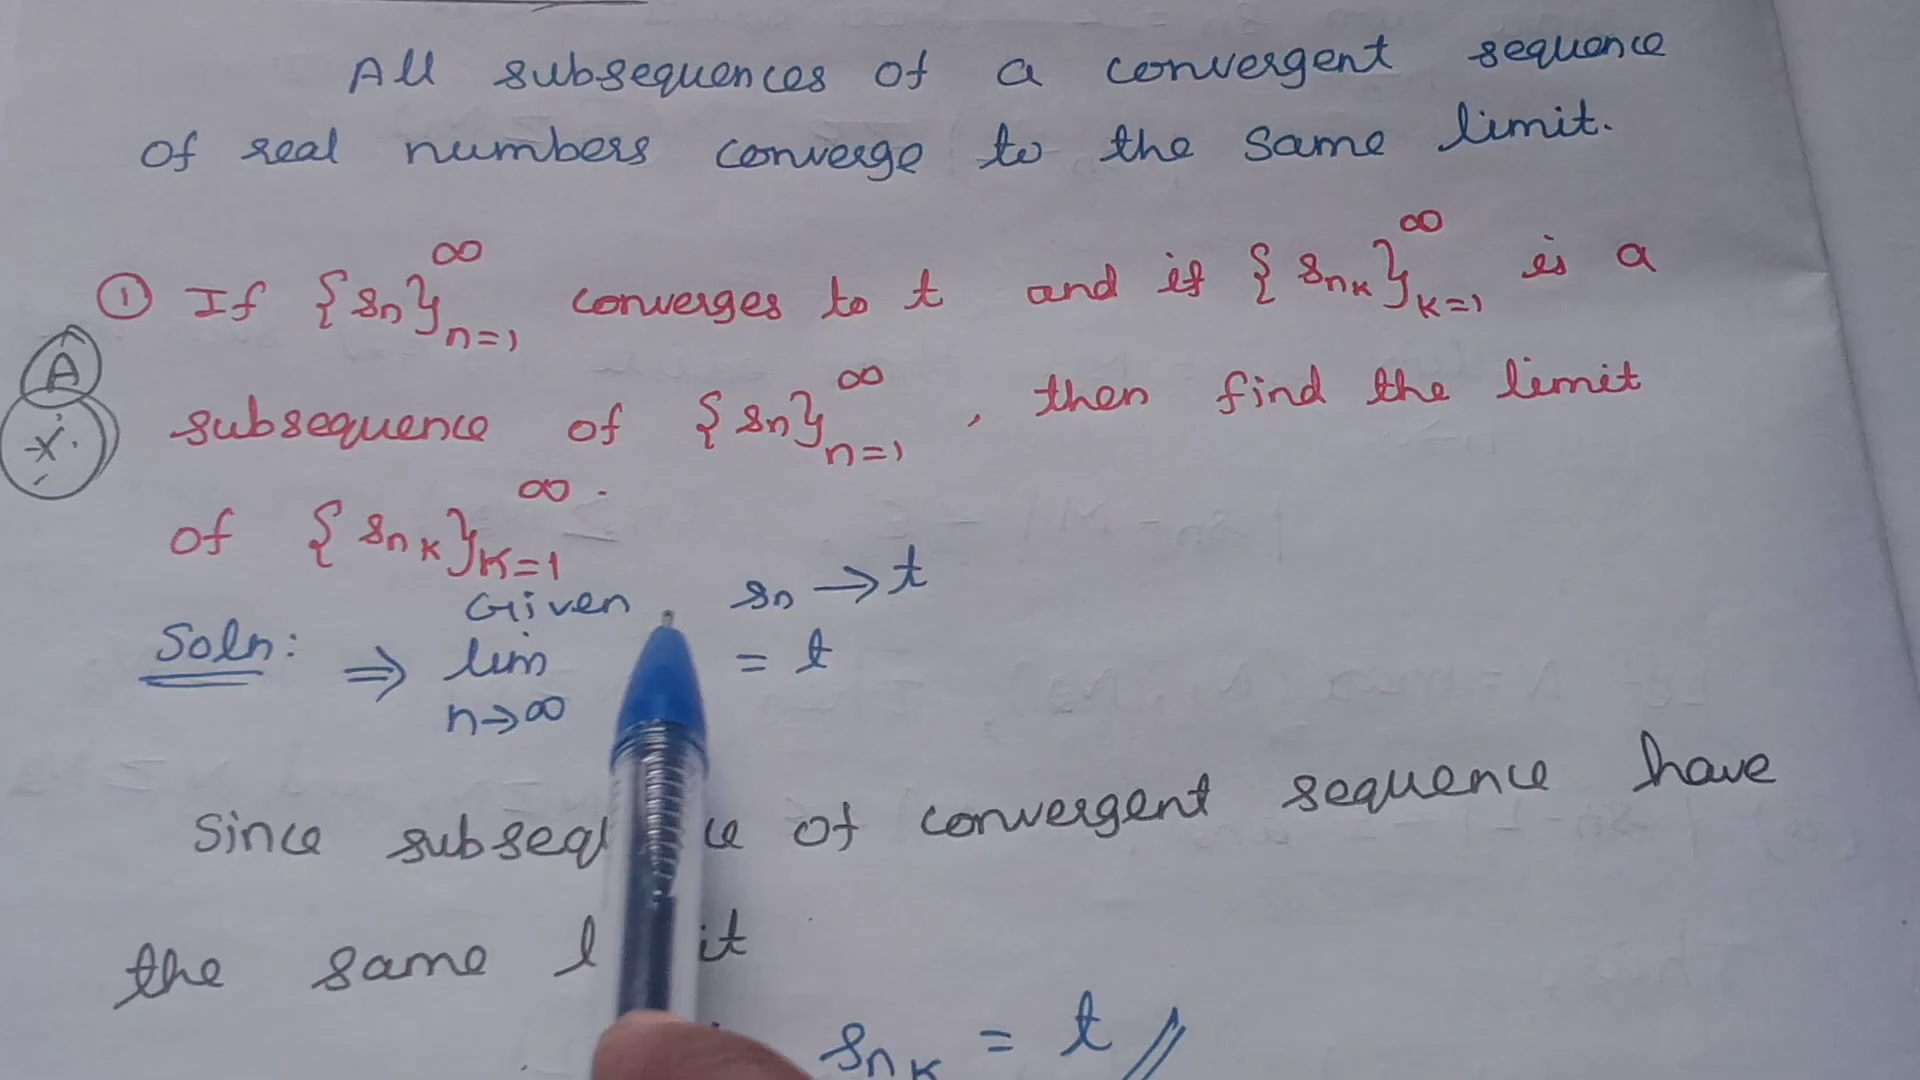 All subsequences of a convergent sequence
of real numbers converge to the same limit.
① If {sn}∞n=1 converges to t and if {snk}∞k=1 is a
A
X
subsequence of {sn}∞n=1, then find the limit
of {snk}∞k=1.
Given sn → t
Soln: ⇒ lim n→∞ = t
Since of convergent sequence have
the same
snk = t //